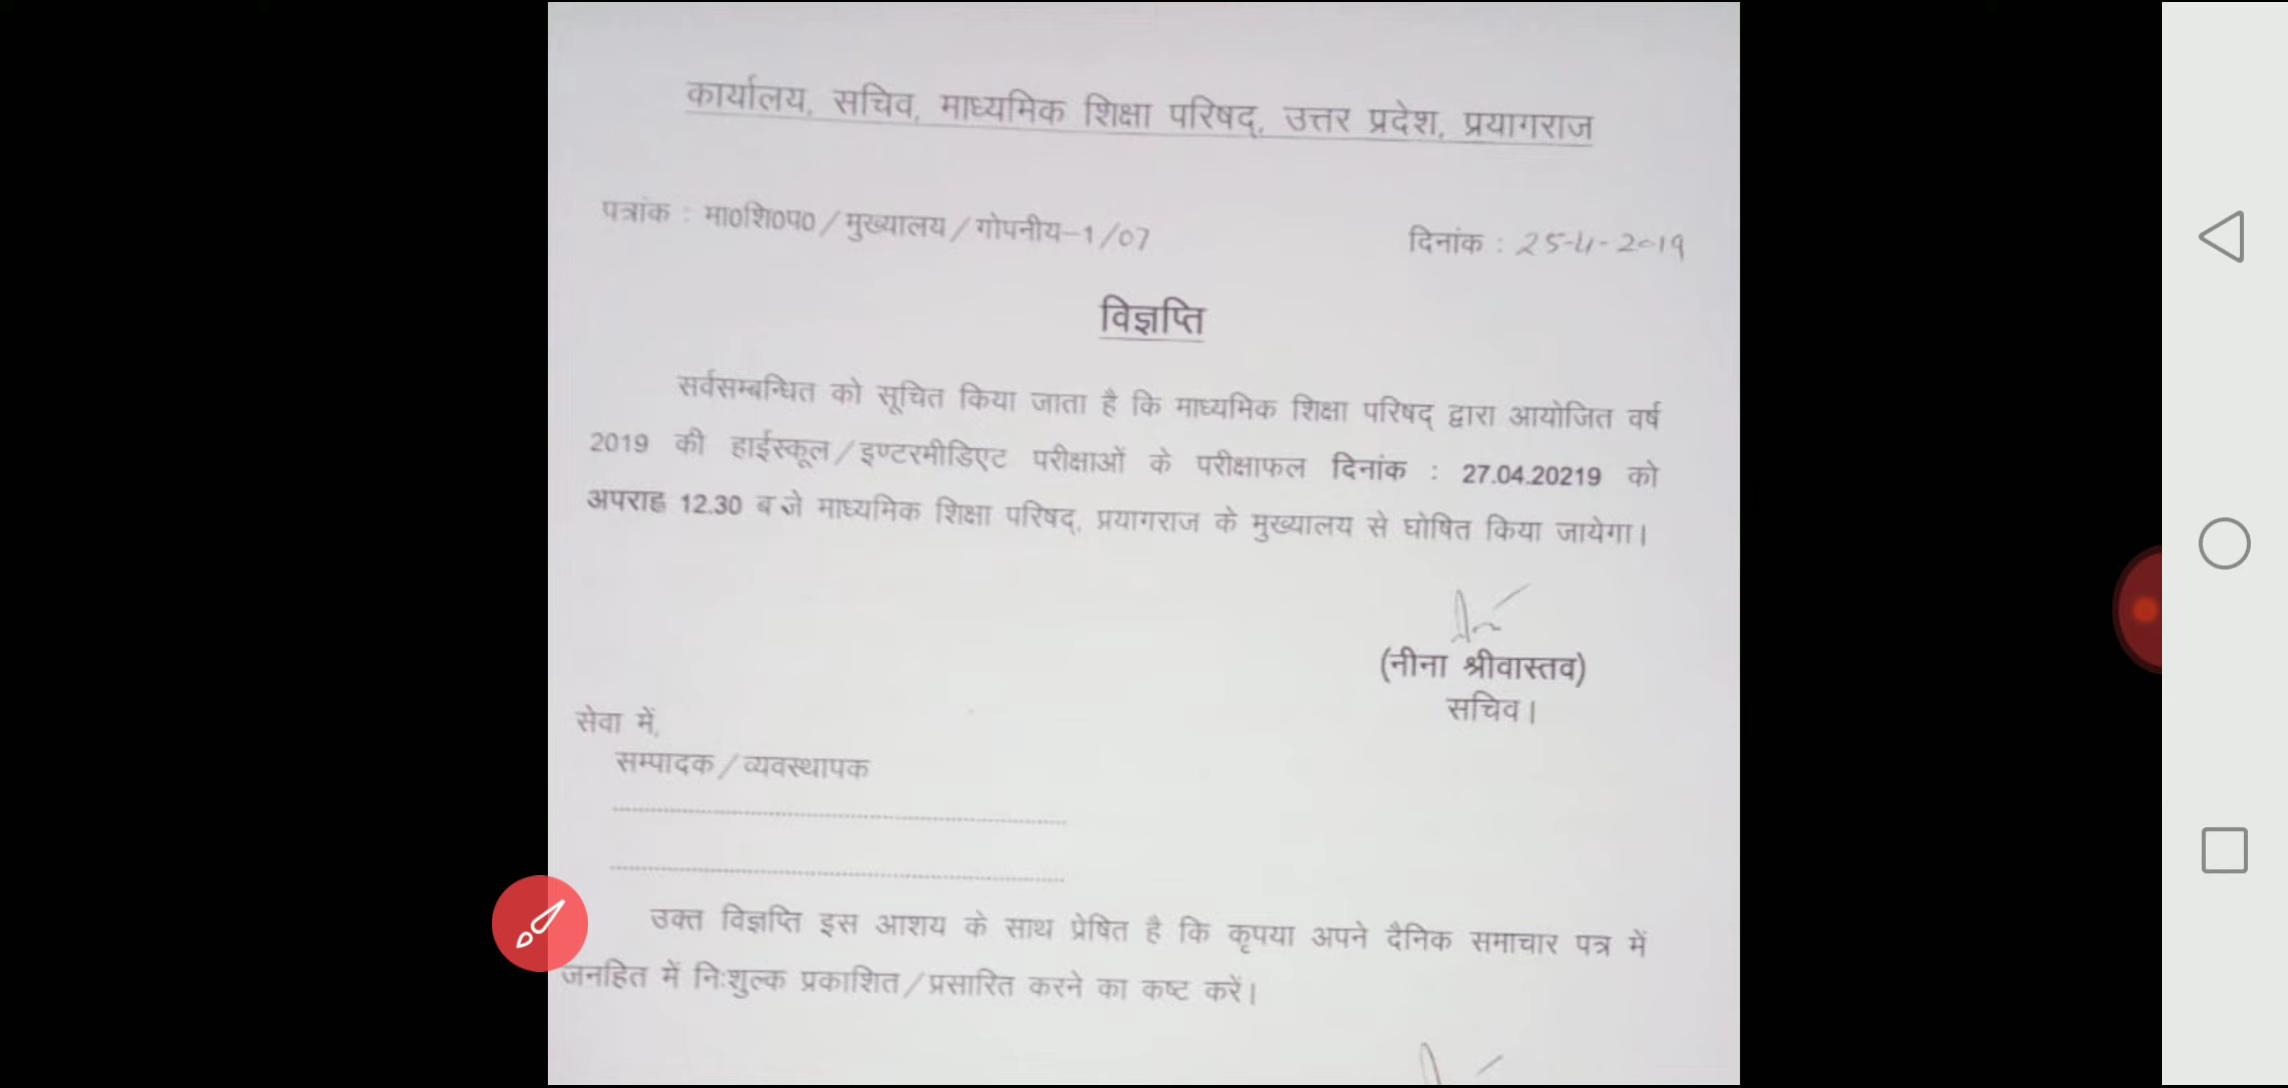 कार्यालय, सचिव, माध्यमिक शिक्षा परिषद्, उत्तर प्रदेश, प्रयागराज
पत्रांक : मा0शि0प0/मुख्यालय/गोपनीय-1/07
दिनांक : 25-4-2019
विज्ञप्ति
सर्वसम्बन्धित को सूचित किया जाता है कि माध्यमिक शिक्षा परिषद् द्वारा आयोजित वर्ष
2019 की हाईस्कूल/इण्टरमीडिएट परीक्षाओं के परीक्षाफल दिनांक : 27.04.20219 को
अपराह्न 12.30 बजे माध्यमिक शिक्षा परिषद्, प्रयागराज के मुख्यालय से घोषित किया जायेगा।
(नीना श्रीवास्तव)
सचिव।
सेवा में,
सम्पादक/व्यवस्थापक
उक्त विज्ञप्ति इस आशय के साथ प्रेषित है कि कृपया अपने दैनिक समाचार पत्र में
जनहित में निःशुल्क प्रकाशित/प्रसारित करने का कष्ट करें।